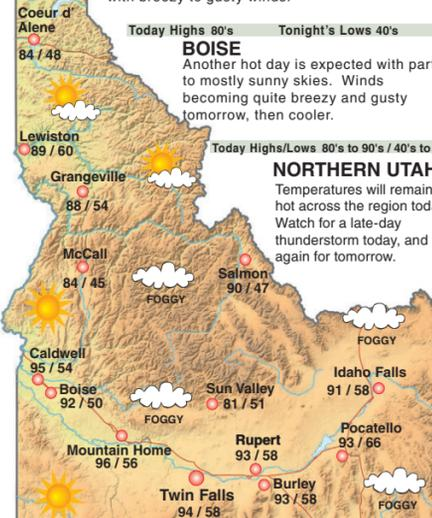 with breezy to gusty winds.
Coeur d'
Alene
84 / 48
Today Highs 80's Tonight's Lows 40's
BOISE
Another hot day is expected with
to mostly sunny skies. Winds
becoming quite breezy and gusty
tomorrow, then cooler.
Lewiston
89 / 60
Today Highs/Lows 80's to 90's / 40's to
Grangeville
88 / 54
NORTHERN UTAH
Temperatures will remain
hot across the region
Watch for a late-day
thunderstorm today, and
again for tomorrow.
McCall
84 / 45
FOGGY
Salmon
90 / 47
FOGGY
Caldwell
95 / 54
Boise
92 / 50
FOGGY
Sun Valley
81 / 51
Idaho Falls
91 / 58
Mountain Home
96 / 56
Rupert
93 / 58
Pocatello
93 / 66
Twin Falls
94 / 58
Burley
93 / 58
FOGGY